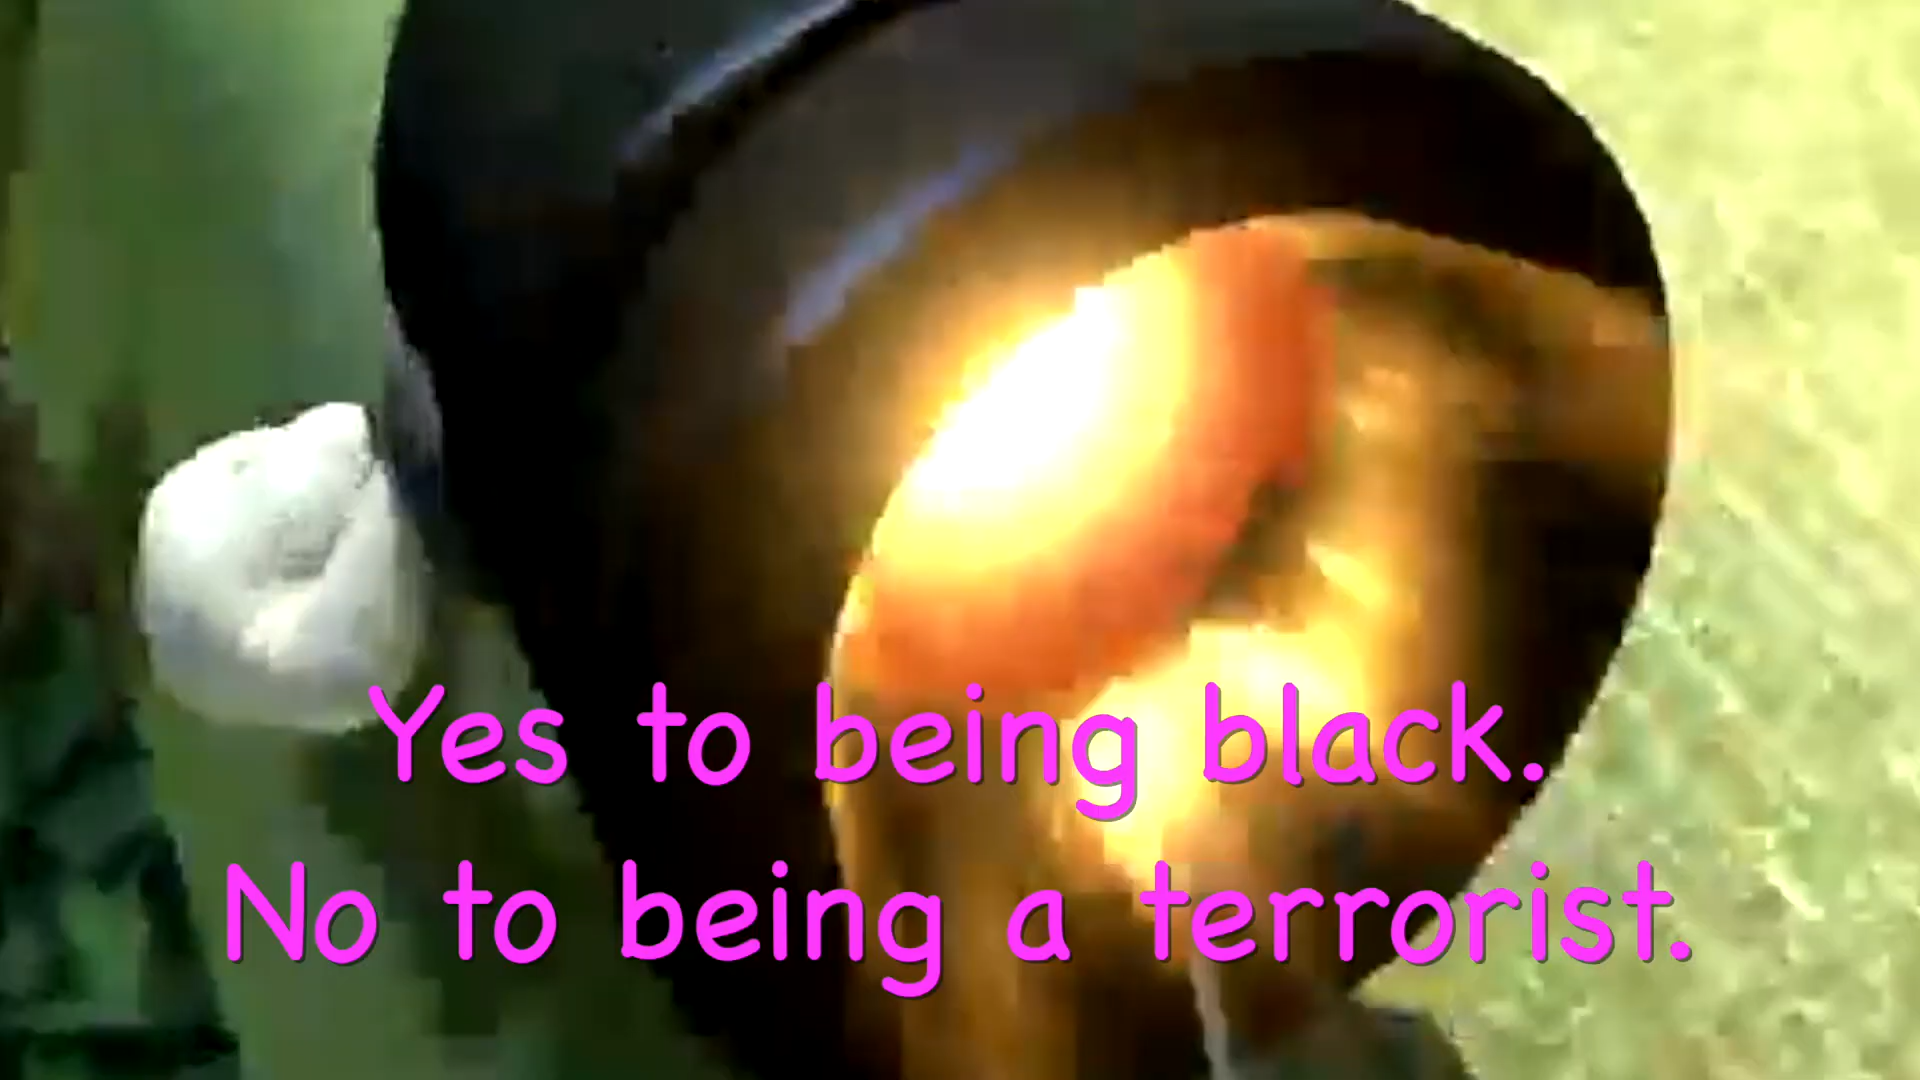 Yes to being black.
No to being a terrorist.